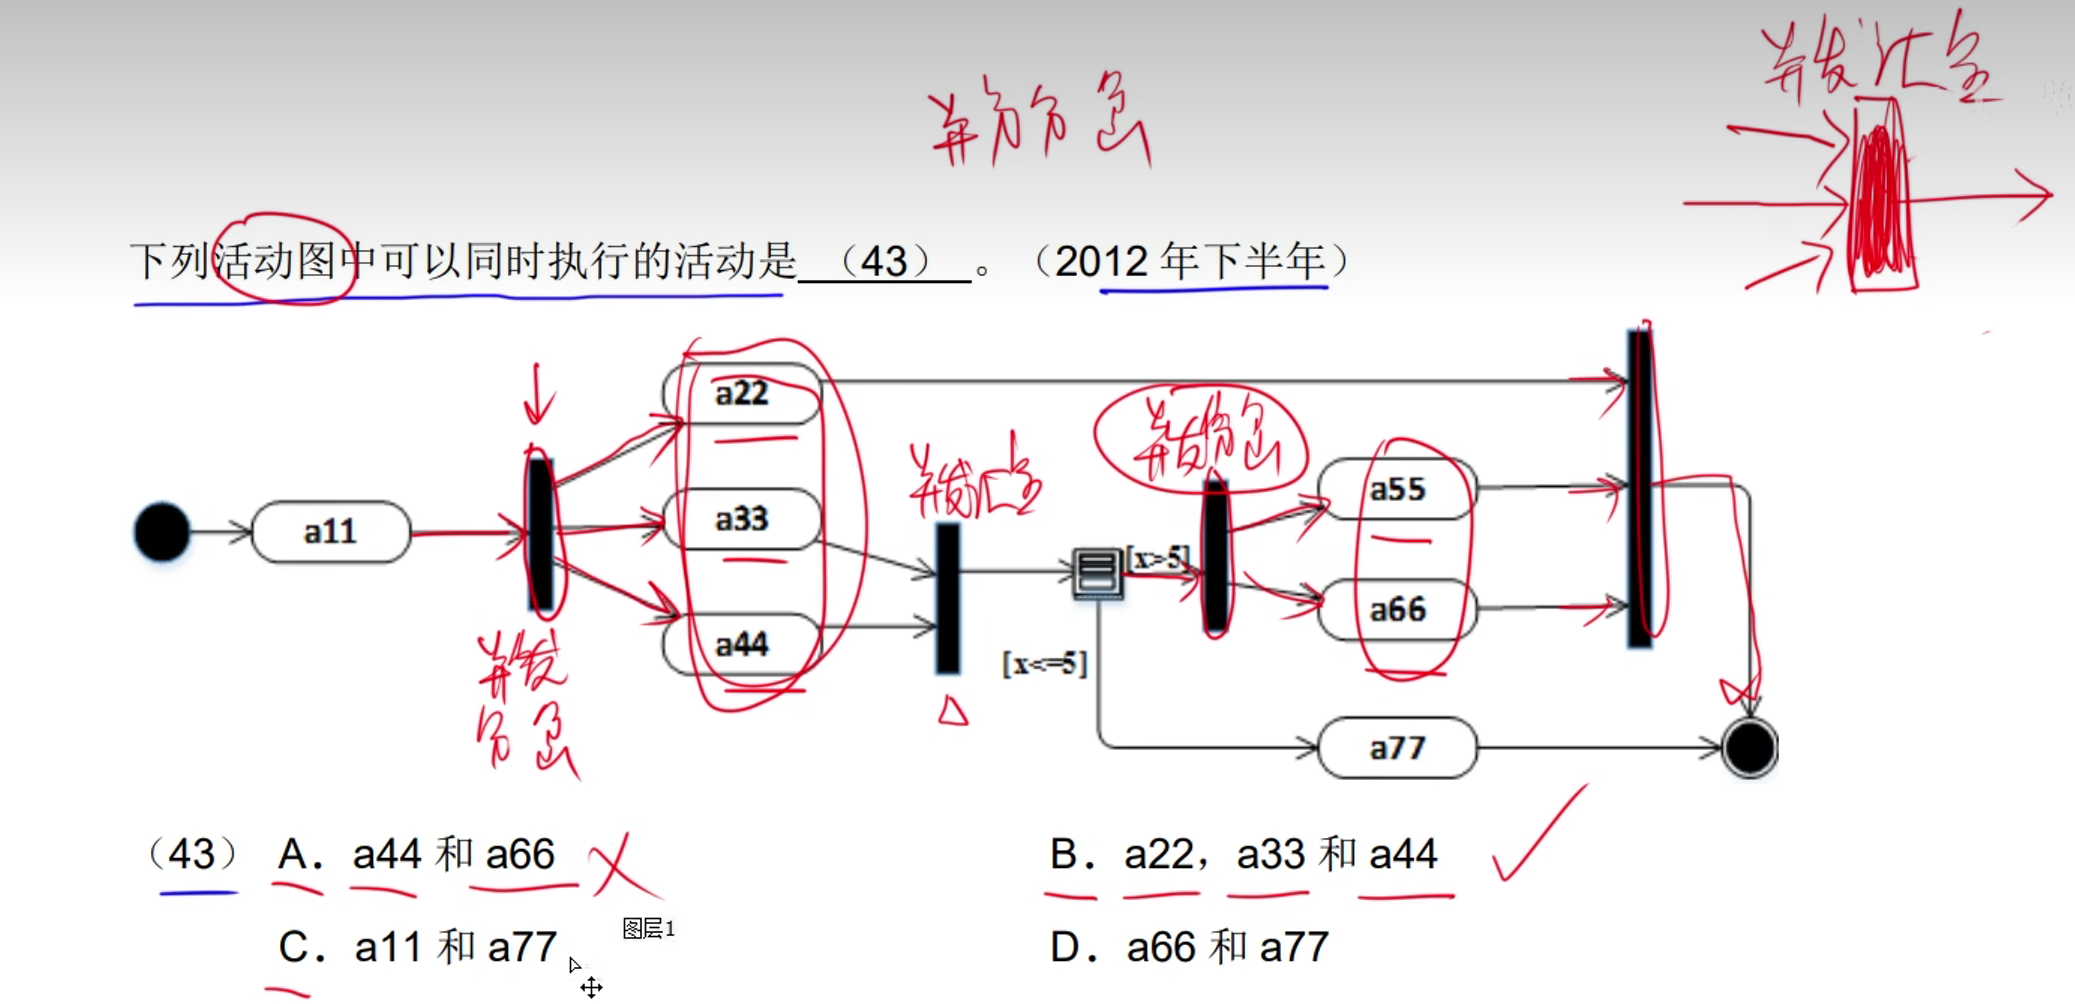 并发汇合
并发分岔
下列活动图中可以同时执行的活动是 （43） 。（2012 年下半年）
a22
并发分岔
并发汇合
a55
a33
a11
[x>5]
a66
a44
[x<=5]
并发
分岔
a77
（43） A. a44 和 a66
B. a22，a33 和 a44
图层1
C. a11 和 a77
D. a66 和 a77